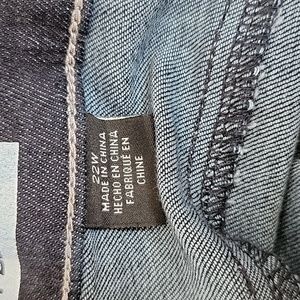 22W
MADE IN CHINA
HECHO EN CHINA
FABRIQUÉ EN
CHINE